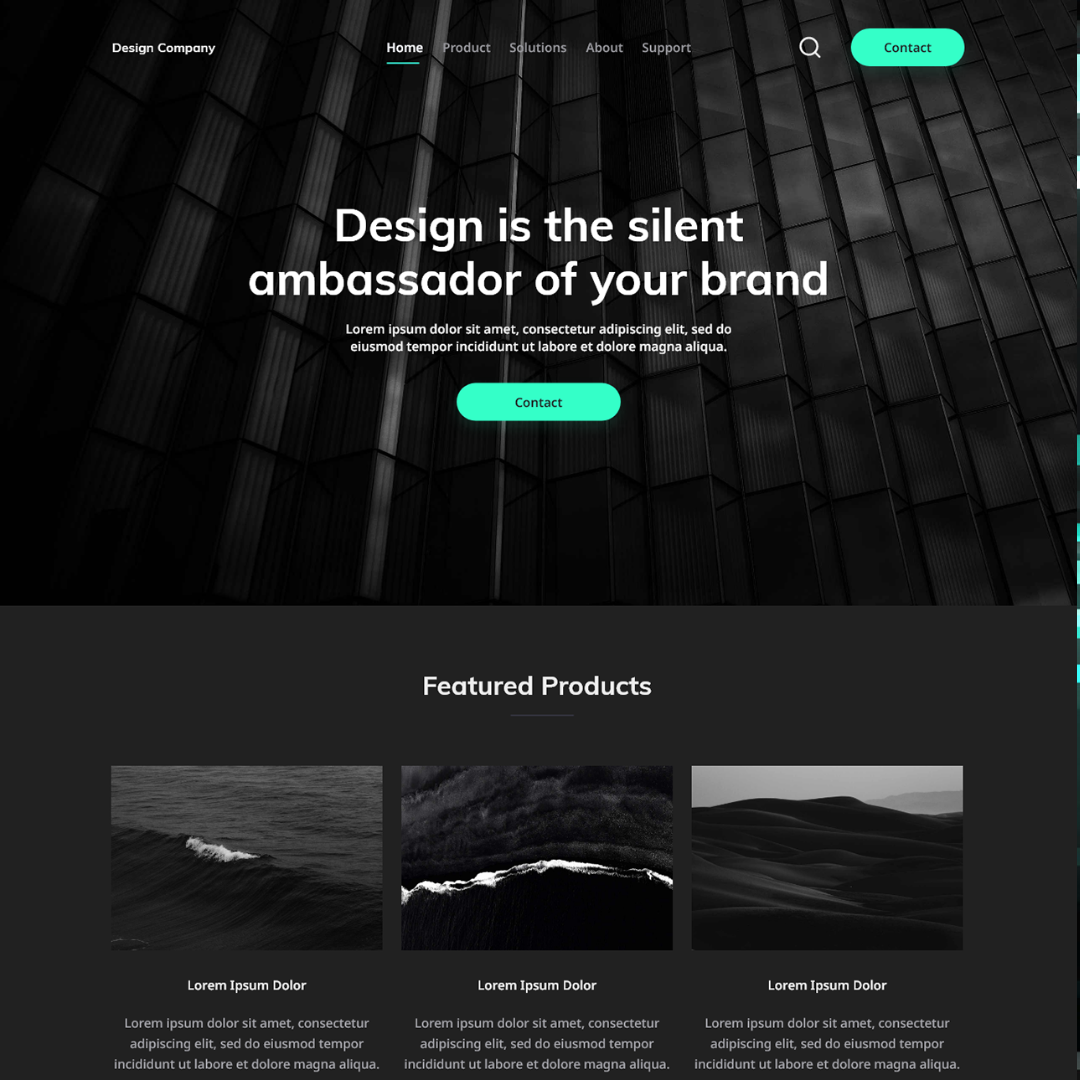 Design Company
Home Product Solutions About Support
Contact
Design is the silent
ambassador of your brand
Lorem ipsum dolor sit amet, consectetur adipiscing elit, sed do
eiusmod tempor incididunt ut labore et dolore magna aliqua.
Contact
Featured Products
Lorem Ipsum Dolor
Lorem ipsum dolor sit amet, consectetur
adipiscing elit, sed do eiusmod tempor
incididunt ut labore et dolore magna aliqua.
Lorem Ipsum Dolor
Lorem ipsum dolor sit amet, consectetur
adipiscing elit, sed do eiusmod tempor
incididunt ut labore et dolore magna aliqua.
Lorem Ipsum Dolor
Lorem ipsum dolor sit amet, consectetur
adipiscing elit, sed do eiusmod tempor
incididunt ut labore et dolore magna aliqua.